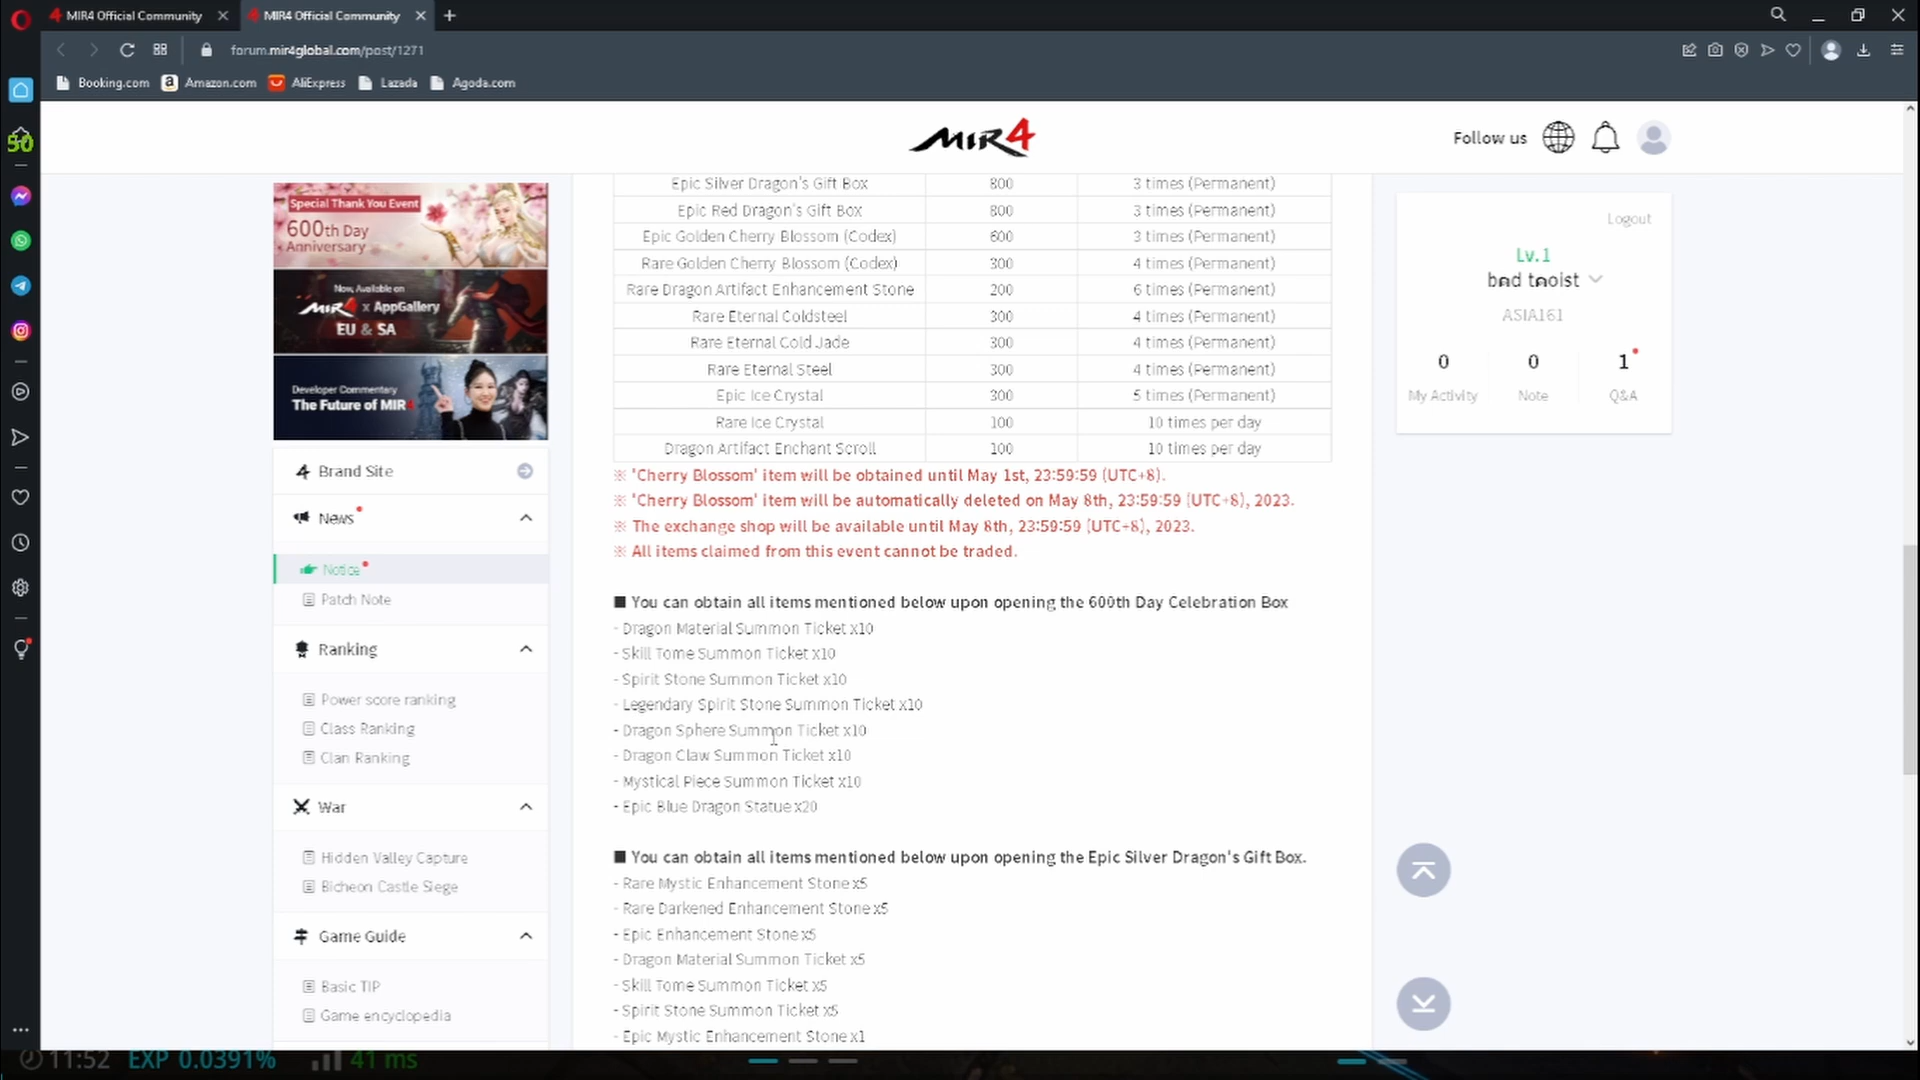 MIR4 Official Community
MIR4 Official Community
forum.mir4global.com/post/1271
Booking.com
Amazon.com
AliExpress
Lazada
Agoda.com
50
MIR4
Follow us
Special Thank You Event
600th Day
Anniversary
Now, Available on
MIR4 x AppGallery
EU & SA
Developer Commentary
The Future of MIR4
Brand Site
News
Notice
Patch Note
Ranking
Power score ranking
Class Ranking
Clan Ranking
War
Hidden Valley Capture
Bicheon Castle Siege
Game Guide
Basic TIP
Game encyclopedia
Epic Silver Dragon's Gift Box 800 3 times (Permanent)
Epic Red Dragon's Gift Box 800 3 times (Permanent)
Epic Golden Cherry Blossom (Codex) 600 3 times (Permanent)
Rare Golden Cherry Blossom (Codex) 300 4 times (Permanent)
Rare Dragon Artifact Enhancement Stone 200 6 times (Permanent)
Rare Eternal Coldsteel 300 4 times (Permanent)
Rare Eternal Cold Jade 300 4 times (Permanent)
Rare Eternal Steel 300 4 times (Permanent)
Epic Ice Crystal 300 5 times (Permanent)
Rare Ice Crystal 100 10 times per day
Dragon Artifact Enchant Scroll 100 10 times per day
※ 'Cherry Blossom' item will be obtained until May 1st, 23:59:59 (UTC+8).
※ 'Cherry Blossom' item will be automatically deleted on May 8th, 23:59:59 (UTC+8), 2023.
※ The exchange shop will be available until May 8th, 23:59:59 (UTC+8), 2023.
※ All items claimed from this event cannot be traded.
■ You can obtain all items mentioned below upon opening the 600th Day Celebration Box
- Dragon Material Summon Ticket x10
- Skill Tome Summon Ticket x10
- Spirit Stone Summon Ticket x10
- Legendary Spirit Stone Summon Ticket x10
- Dragon Sphere Summon Ticket x10
- Dragon Claw Summon Ticket x10
- Mystical Piece Summon Ticket x10
- Epic Blue Dragon Statue x20
■ You can obtain all items mentioned below upon opening the Epic Silver Dragon's Gift Box.
- Rare Mystic Enhancement Stone x5
- Rare Darkened Enhancement Stone x5
- Epic Enhancement Stone x5
- Dragon Material Summon Ticket x5
- Skill Tome Summon Ticket x5
- Spirit Stone Summon Ticket x5
- Epic Mystic Enhancement Stone x1
Logout
Lv.1
bดd tดoist
ASIA161
0 0 1
My Activity Note Q&A
11:52 EXP 0.0391% 41 ms